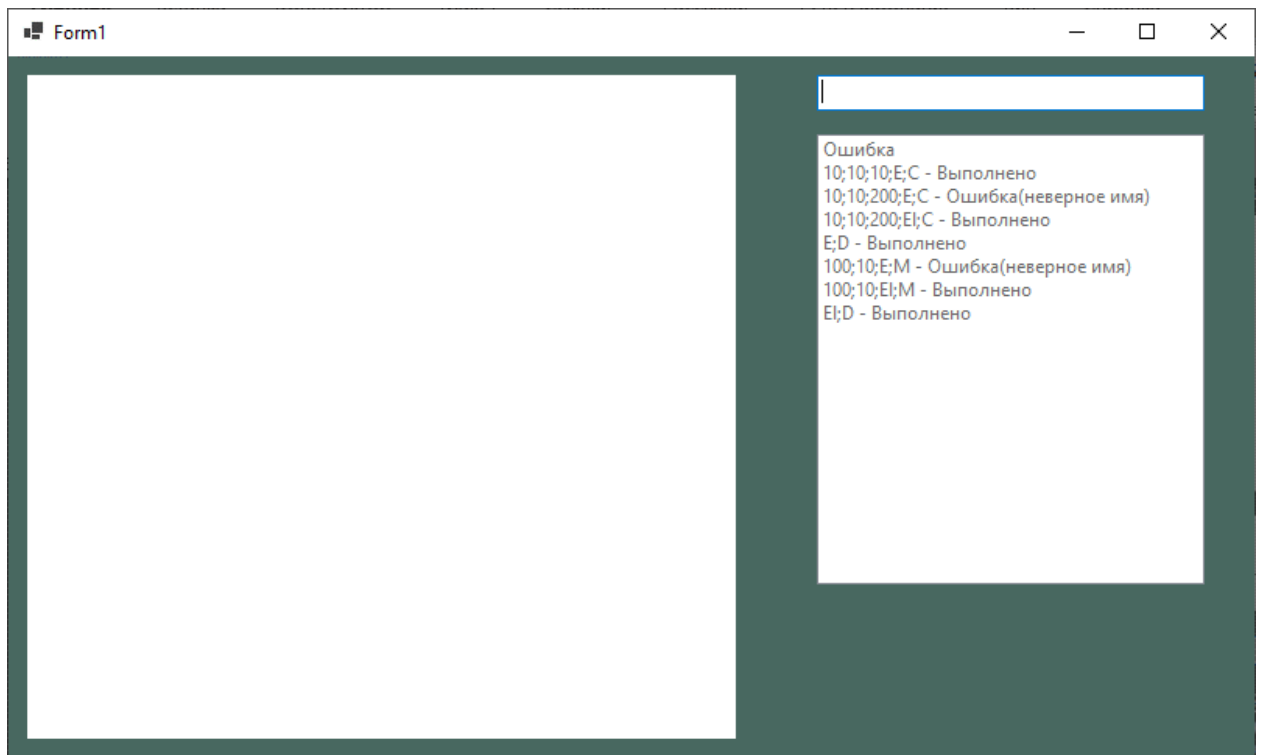 Form1
Ошибка
10;10;10;E;C - Выполнено
10;10;200;E;C - Ошибка(неверное имя)
10;10;200;El;C - Выполнено
E;D - Выполнено
100;10;E;M - Ошибка(неверное имя)
100;10;El;M - Выполнено
El;D - Выполнено